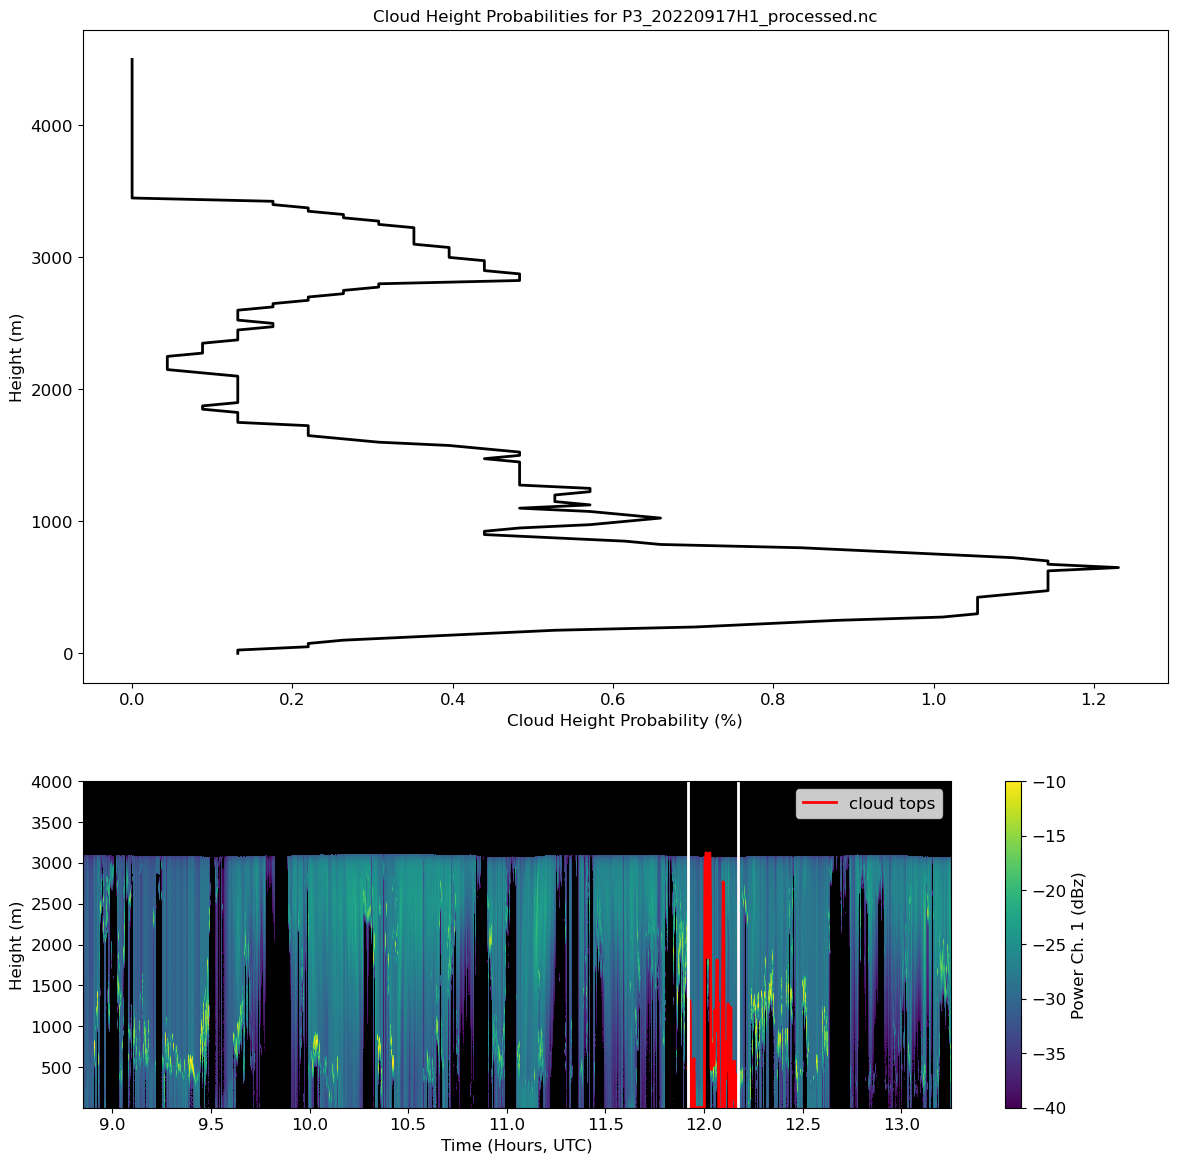 Cloud Height Probabilities for P3_20220917H1_processed.nc
4000
3000
2000
1000
0
Height (m)
0.0 0.2 0.4 0.6 0.8 1.0 1.2
Cloud Height Probability (%)
4000
3500
3000
2500
2000
1500
1000
500
Height (m)
cloud tops
9.0 9.5 10.0 10.5 11.0 11.5 12.0 12.5 13.0
Time (Hours, UTC)
−10
−15
−20
−25
−30
−35
−40
Power Ch. 1 (dBz)